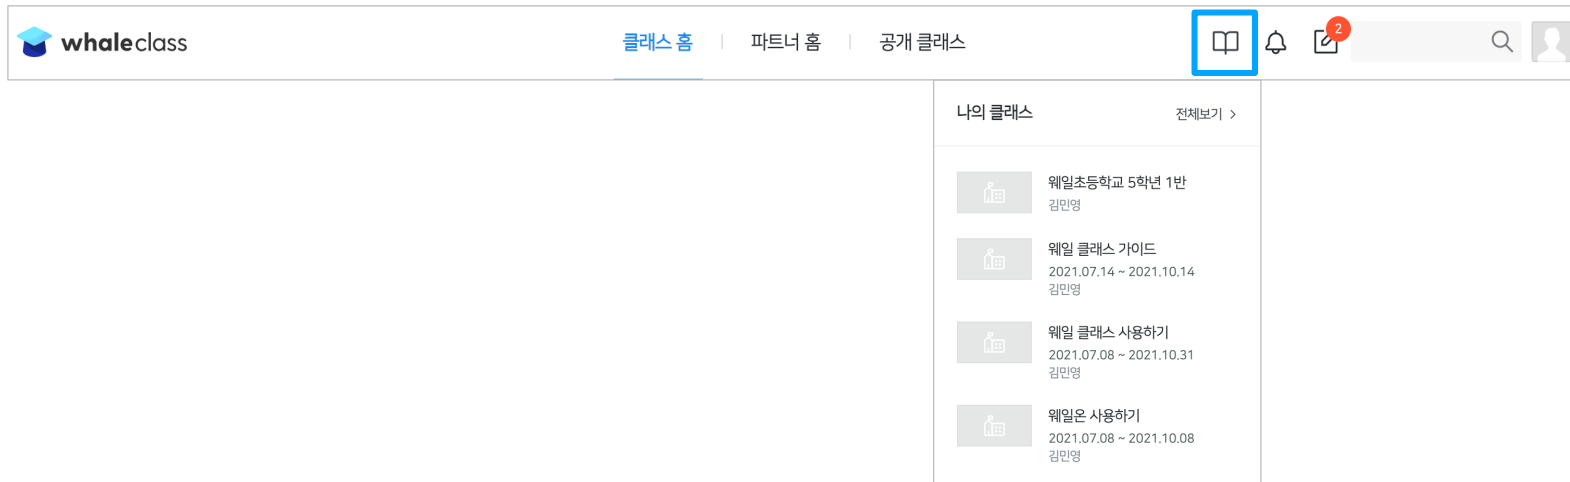 whaleclass
클래스 홈 파트너 홈 공개 클래스
2
나의 클래스 전체보기 >
웨일초등학교 5학년 1반
김민영
웨일 클래스 가이드
2021.07.14 ~ 2021.10.14
김민영
웨일 클래스 사용하기
2021.07.08 ~ 2021.10.31
김민영
웨일온 사용하기
2021.07.08 ~ 2021.10.08
김민영